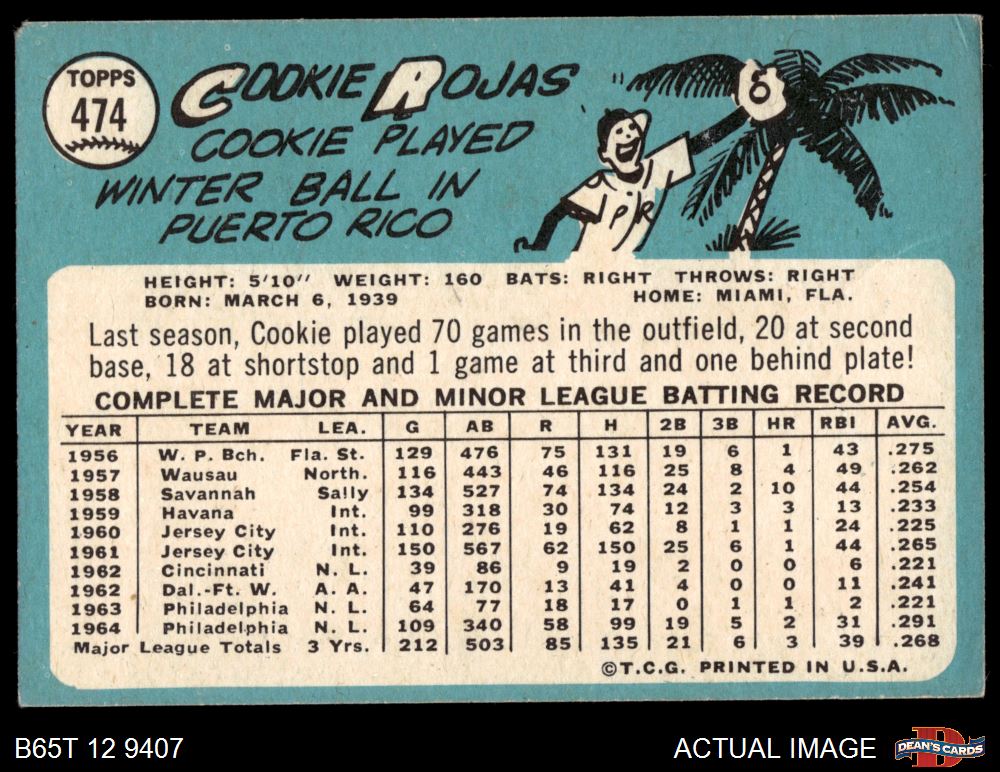 TOPPS
474
COOKIE ROJAS
COOKIE PLAYED
WINTER BALL IN
PUERTO RICO
PR
HEIGHT: 5'10" WEIGHT: 160 BATS: RIGHT THROWS: RIGHT
BORN: MARCH 6, 1939 HOME: MIAMI, FLA.
Last season, Cookie played 70 games in the outfield, 20 at second
base, 18 at shortstop and 1 game at third and one behind plate!
COMPLETE MAJOR AND MINOR LEAGUE BATTING RECORD
YEAR TEAM LEA. G AB R H 2B 3B HR RBI AVG.
1956 W. P. Bch. Fla. St. 129 476 75 131 19 6 1 43 .275
1957 Wausau North. 116 443 46 116 25 8 4 49 .262
1958 Savannah Sally 134 527 74 134 24 2 10 44 .254
1959 Havana Int. 99 318 30 74 12 3 3 13 .233
1960 Jersey City Int. 110 276 19 62 8 1 1 24 .225
1961 Jersey City Int. 150 567 62 150 25 6 1 44 .265
1962 Cincinnati N. L. 39 86 9 19 2 0 0 6 .221
1962 Dal.-Ft. W. A. A. 47 170 13 41 4 0 0 11 .241
1963 Philadelphia N. L. 64 77 18 17 0 1 1 2 .221
1964 Philadelphia N. L. 109 340 58 99 19 5 2 31 .291
Major League Totals 3 Yrs. 212 503 85 135 21 6 3 39 .268
©T.C.G. PRINTED IN U.S.A.
B65T 12 9407 ACTUAL IMAGE DEAN'S CARDS